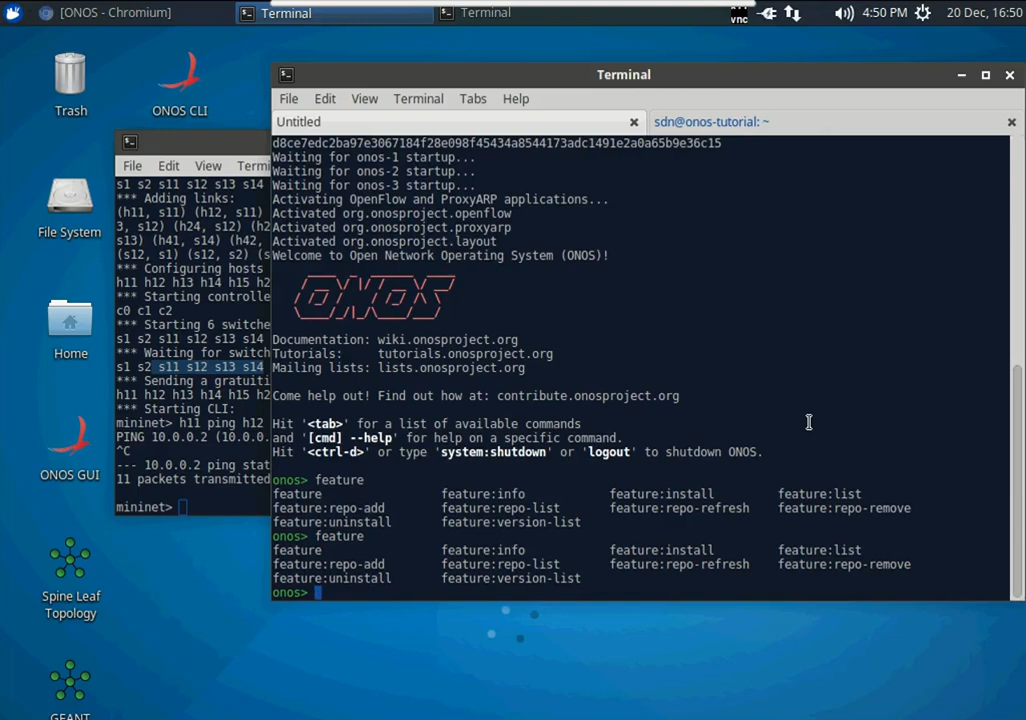 [ONOS - Chromium]
Terminal
Terminal
vnc
4:50 PM
20 Dec, 16:50
Trash
ONOS CLI
File System
Home
ONOS GUI
Spine Leaf
Topology
GEANT
File Edit View Termi
s1 s2 s11 s12 s13 s14
*** Adding links:
(h11, s11) (h12, s11)
3, s12) (h24, s12) (h2
s13) (h41, s14) (h42,
(s12, s1) (s12, s2) (s
*** Configuring hosts
h11 h12 h13 h14 h15 h2
*** Starting controlle
c0 c1 c2
*** Starting 6 switche
s1 s2 s11 s12 s13 s14
*** Waiting for switch
s1 s2 s11 s12 s13 s14
*** Sending a gratuiti
h11 h12 h13 h14 h15 h2
*** Starting CLI:
mininet> h11 ping h12
PING 10.0.0.2 (10.0.0.
^C
--- 10.0.0.2 ping stat
11 packets transmitted
mininet>
Terminal
File Edit View Terminal Tabs Help
Untitled
sdn@onos-tutorial: ~
d8ce7edc2ba97e3067184f28e098f45434a8544173adc1491e2a0a65b9e36c15
Waiting for onos-1 startup...
Waiting for onos-2 startup...
Waiting for onos-3 startup...
Activating OpenFlow and ProxyARP applications...
Activated org.onosproject.openflow
Activated org.onosproject.proxyarp
Activated org.onosproject.layout
Welcome to Open Network Operating System (ONOS)!
Documentation: wiki.onosproject.org
Tutorials: tutorials.onosproject.org
Mailing lists: lists.onosproject.org
Come help out! Find out how at: contribute.onosproject.org
Hit '<tab>' for a list of available commands
and '[cmd] --help' for help on a specific command.
Hit '<ctrl-d>' or type 'system:shutdown' or 'logout' to shutdown ONOS.
onos> feature
feature feature:info feature:install feature:list
feature:repo-add feature:repo-list feature:repo-refresh feature:repo-remove
feature:uninstall feature:version-list
onos> feature
feature feature:info feature:install feature:list
feature:repo-add feature:repo-list feature:repo-refresh feature:repo-remove
feature:uninstall feature:version-list
onos>